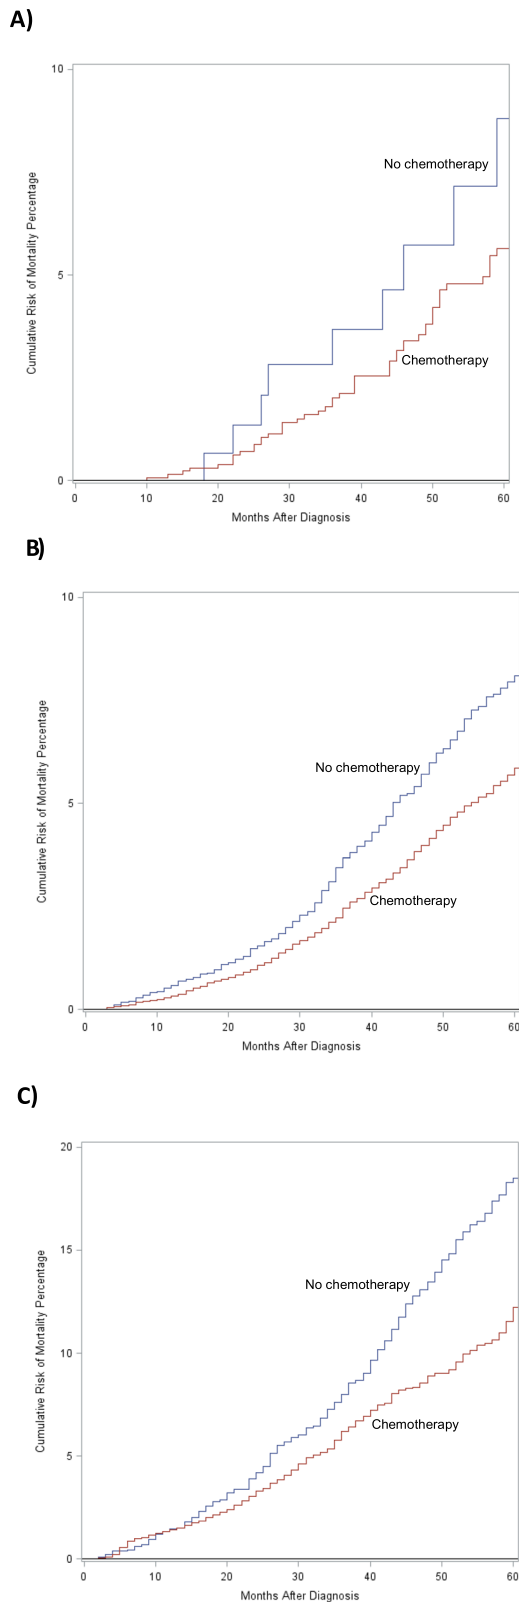 A)
10
No chemotherapy
Cumulative Risk of Mortality Percentage
5
Chemotherapy
0
0 10 20 30 40 50 60
Months After Diagnosis
B)
10
No chemotherapy
Cumulative Risk of Mortality Percentage
5
Chemotherapy
0
0 10 20 30 40 50 60
Months After Diagnosis
C)
20
15
No chemotherapy
Cumulative Risk of Mortality Percentage
10
Chemotherapy
5
0
0 10 20 30 40 50 60
Months After Diagnosis